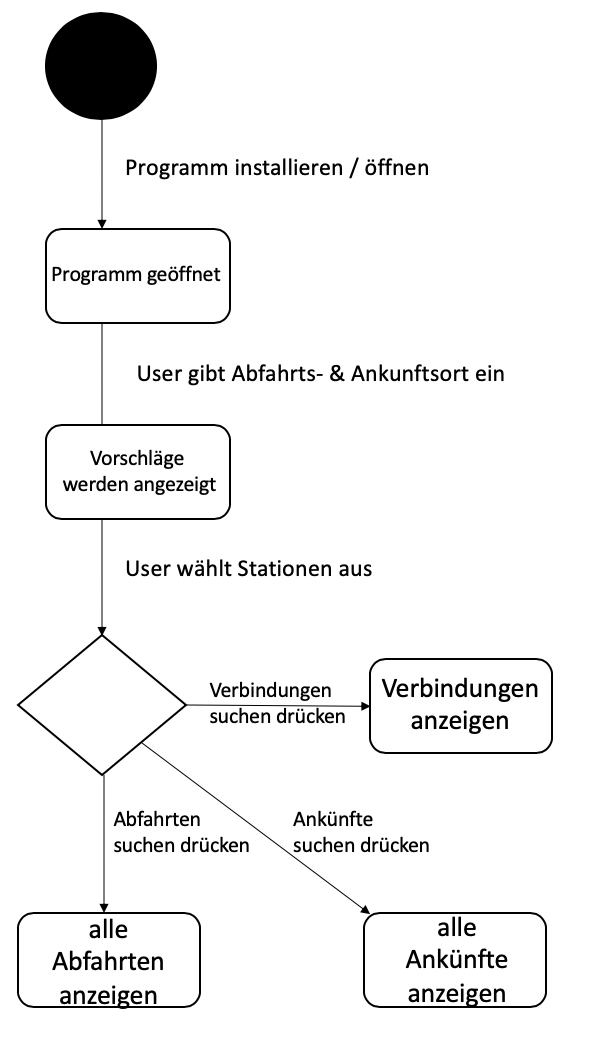 Programm installieren / öffnen
Programm geöffnet
User gibt Abfahrts- & Ankunftsort ein
Vorschläge
werden angezeigt
User wählt Stationen aus
Verbindungen
suchen drücken
Verbindungen
anzeigen
Abfahrten
suchen drücken
Ankünfte
suchen drücken
alle
Abfahrten
anzeigen
alle
Ankünfte
anzeigen